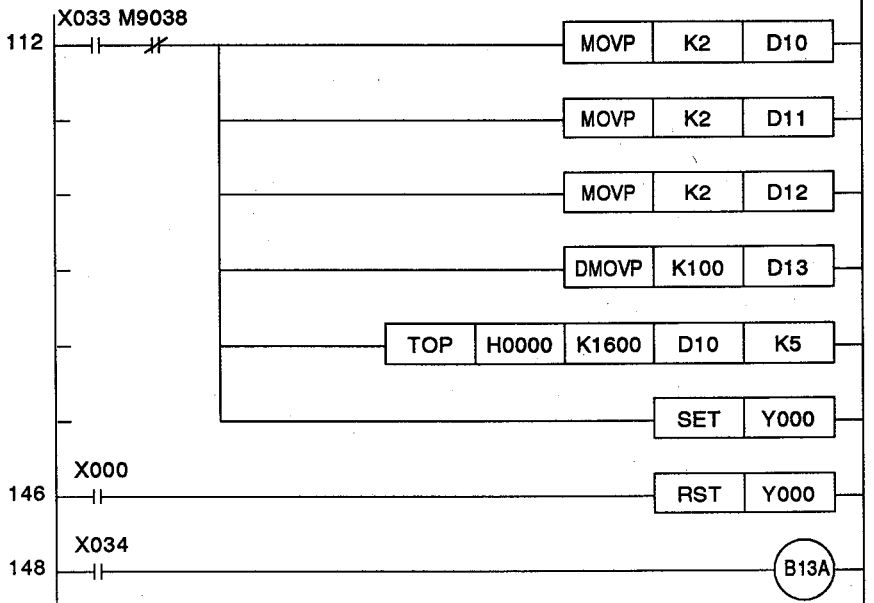 X033 M9038
112 MOVP K2 D10
MOVP K2 D11
MOVP K2 D12
DMOVP K100 D13
TOP H0000 K1600 D10 K5
SET Y000
X000
146 RST Y000
X034
148 B13A